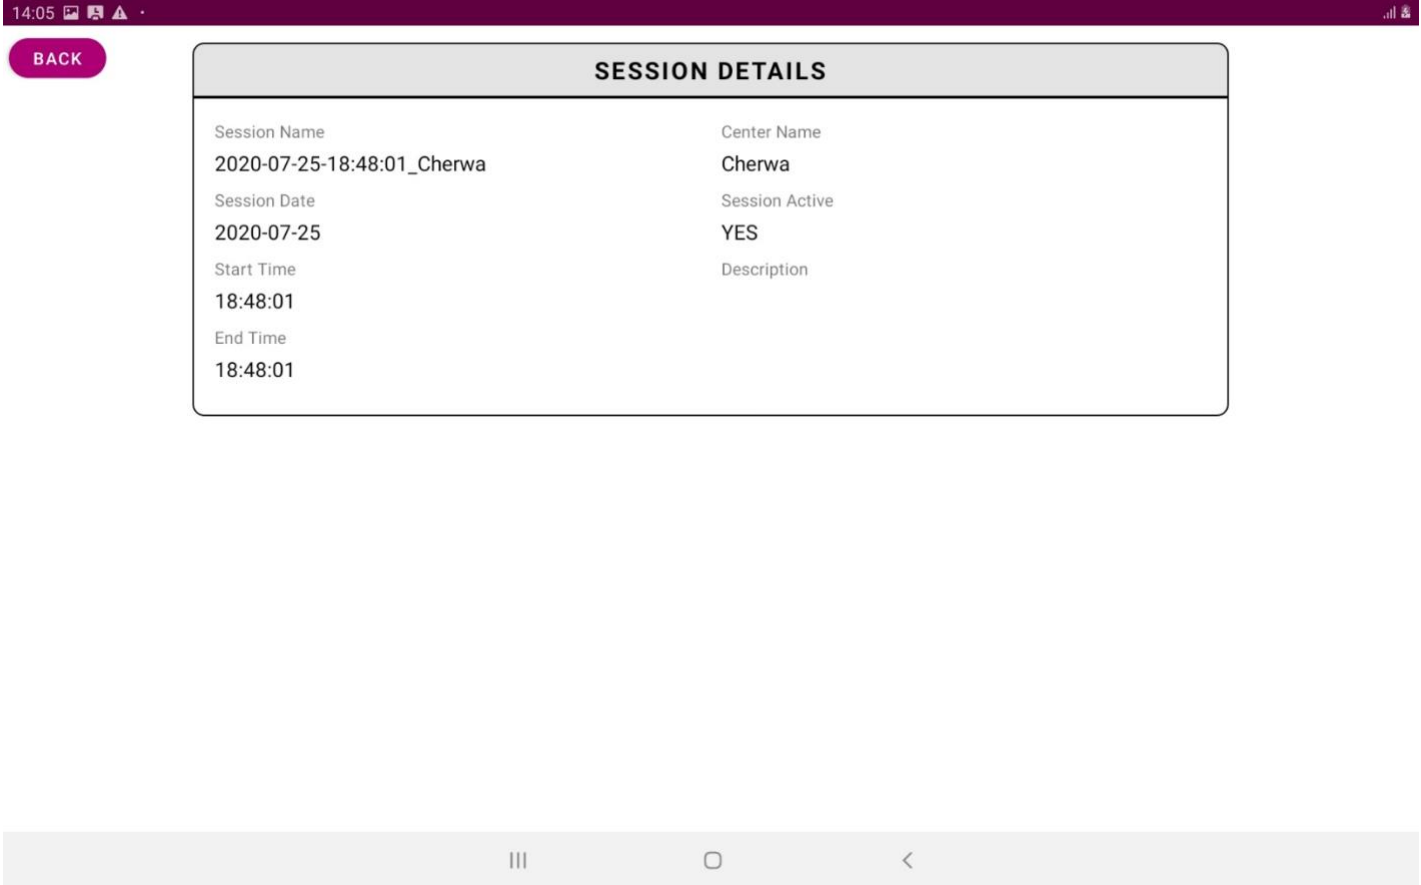 14:05
BACK
SESSION DETAILS
Session Name
2020-07-25-18:48:01_Cherwa
Session Date
2020-07-25
Start Time
18:48:01
End Time
18:48:01
Center Name
Cherwa
Session Active
YES
Description